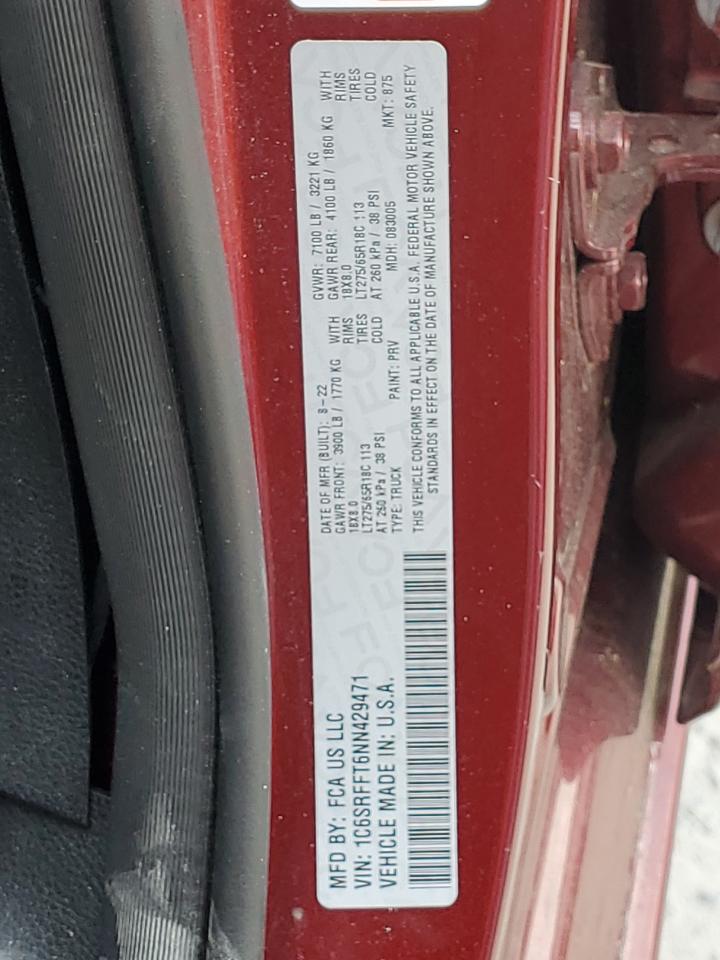 MFD BY: FCA US LLC
VIN: 1C6SRFFT6NN429471
VEHICLE MADE IN: U.S.A.
DATE OF MFR (BUILT): 8-22 GVWR: 7100 LB / 3221 KG
GAWR FRONT: 3900 LB / 1770 KG WITH GAWR REAR: 4100 LB / 1860 KG WITH
18X8.0 RIMS 18X8.0 RIMS
LT275/65R18C 113 TIRES LT275/65R18C 113 TIRES
AT 260 kPa / 38 PSI COLD AT 260 kPa / 38 PSI COLD
TYPE: TRUCK PAINT: PRV MDH: 083005 MKT: 875
THIS VEHICLE CONFORMS TO ALL APPLICABLE U.S.A. FEDERAL MOTOR VEHICLE SAFETY
STANDARDS IN EFFECT ON THE DATE OF MANUFACTURE SHOWN ABOVE.